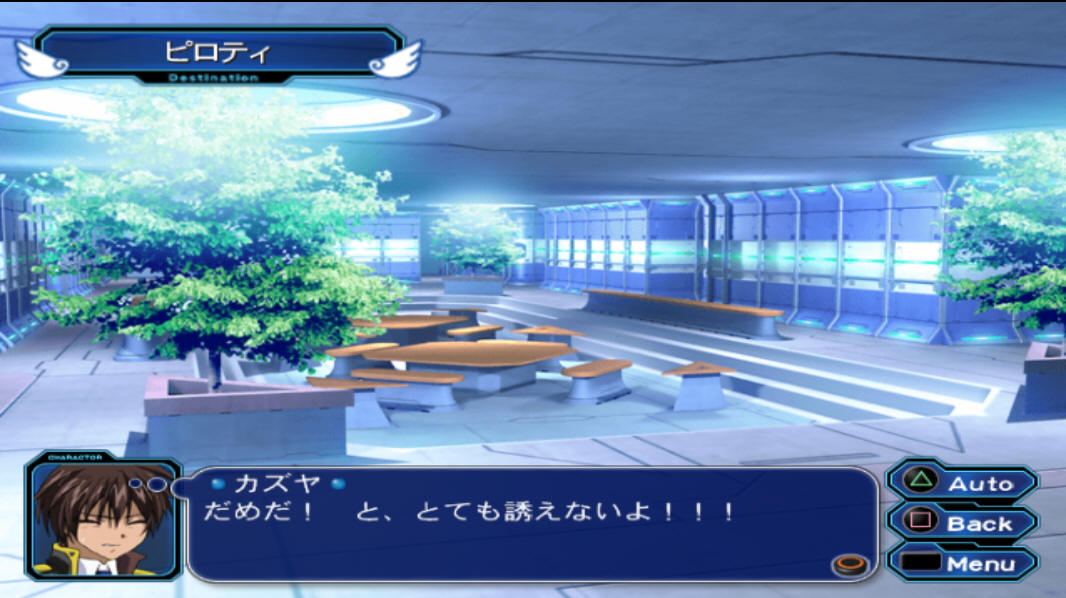 ピロティ
Destination
CHARACTOR
カズヤ
だめだ！　と、とても誘えないよ！！！
Auto
Back
Menu